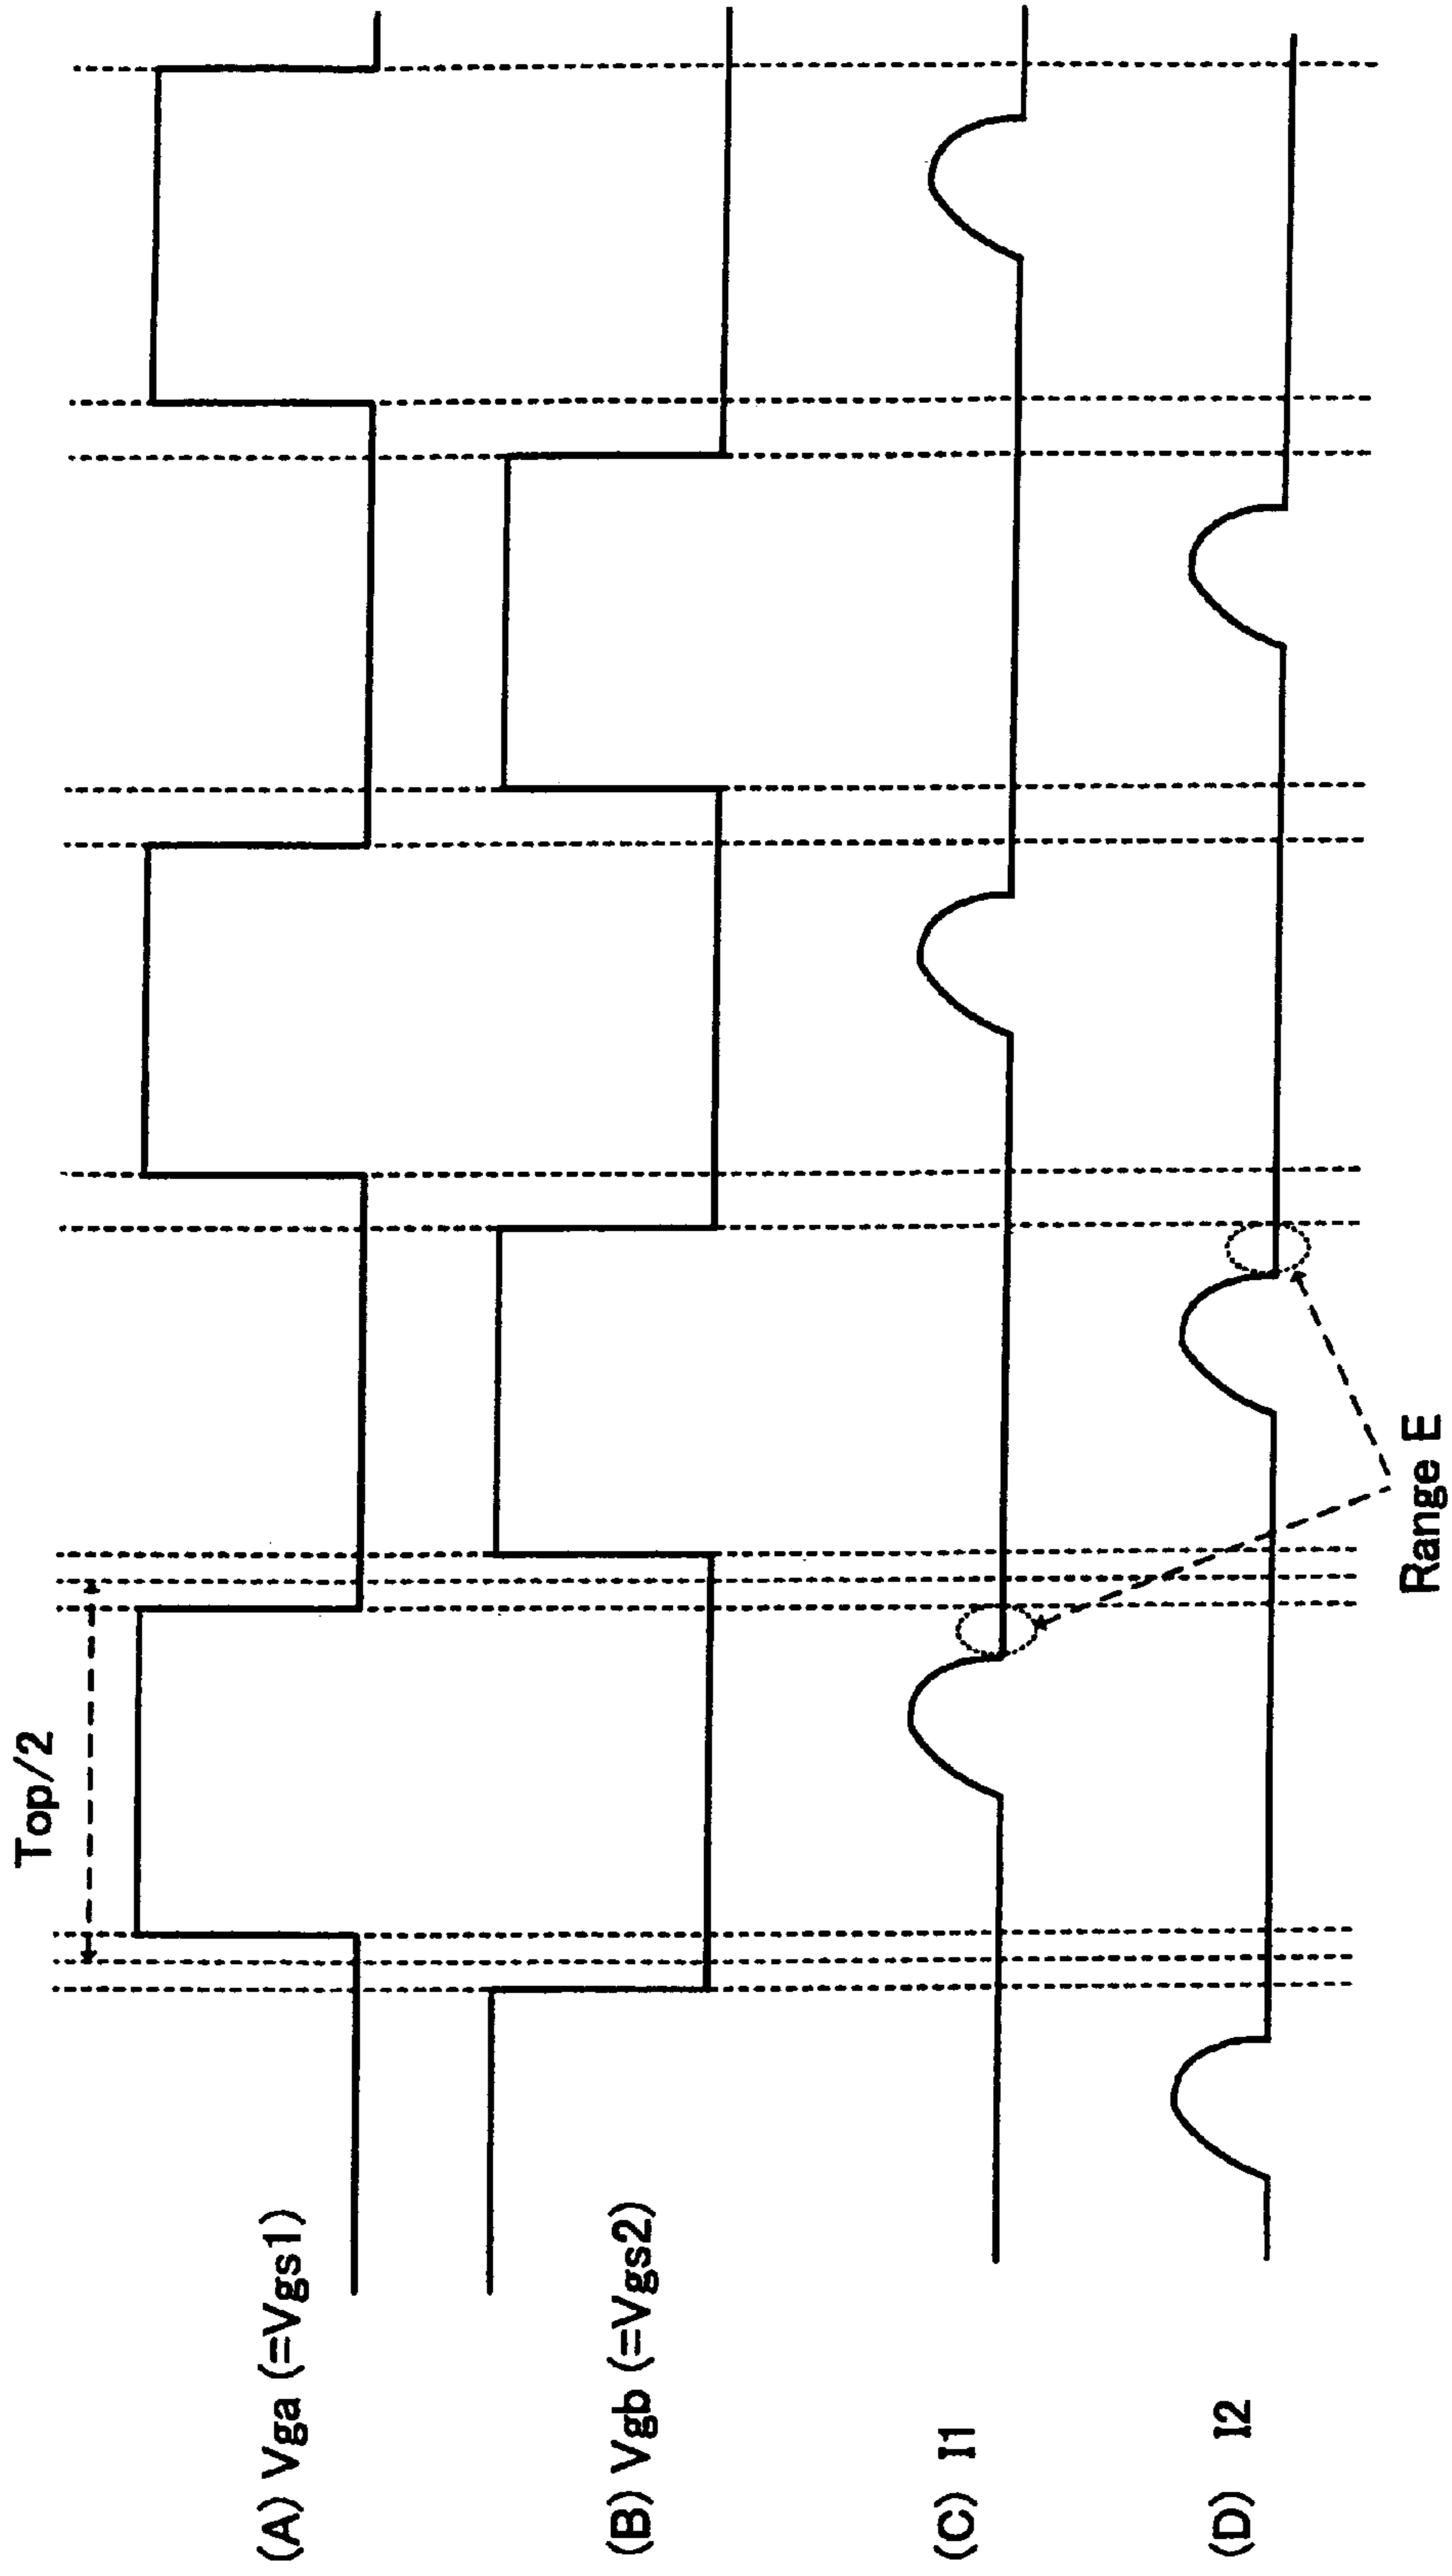 Top/2
(A) Vga (=Vgs1)
(B) Vgb (=Vgs2)
(C) I1
(D) I2
Range E